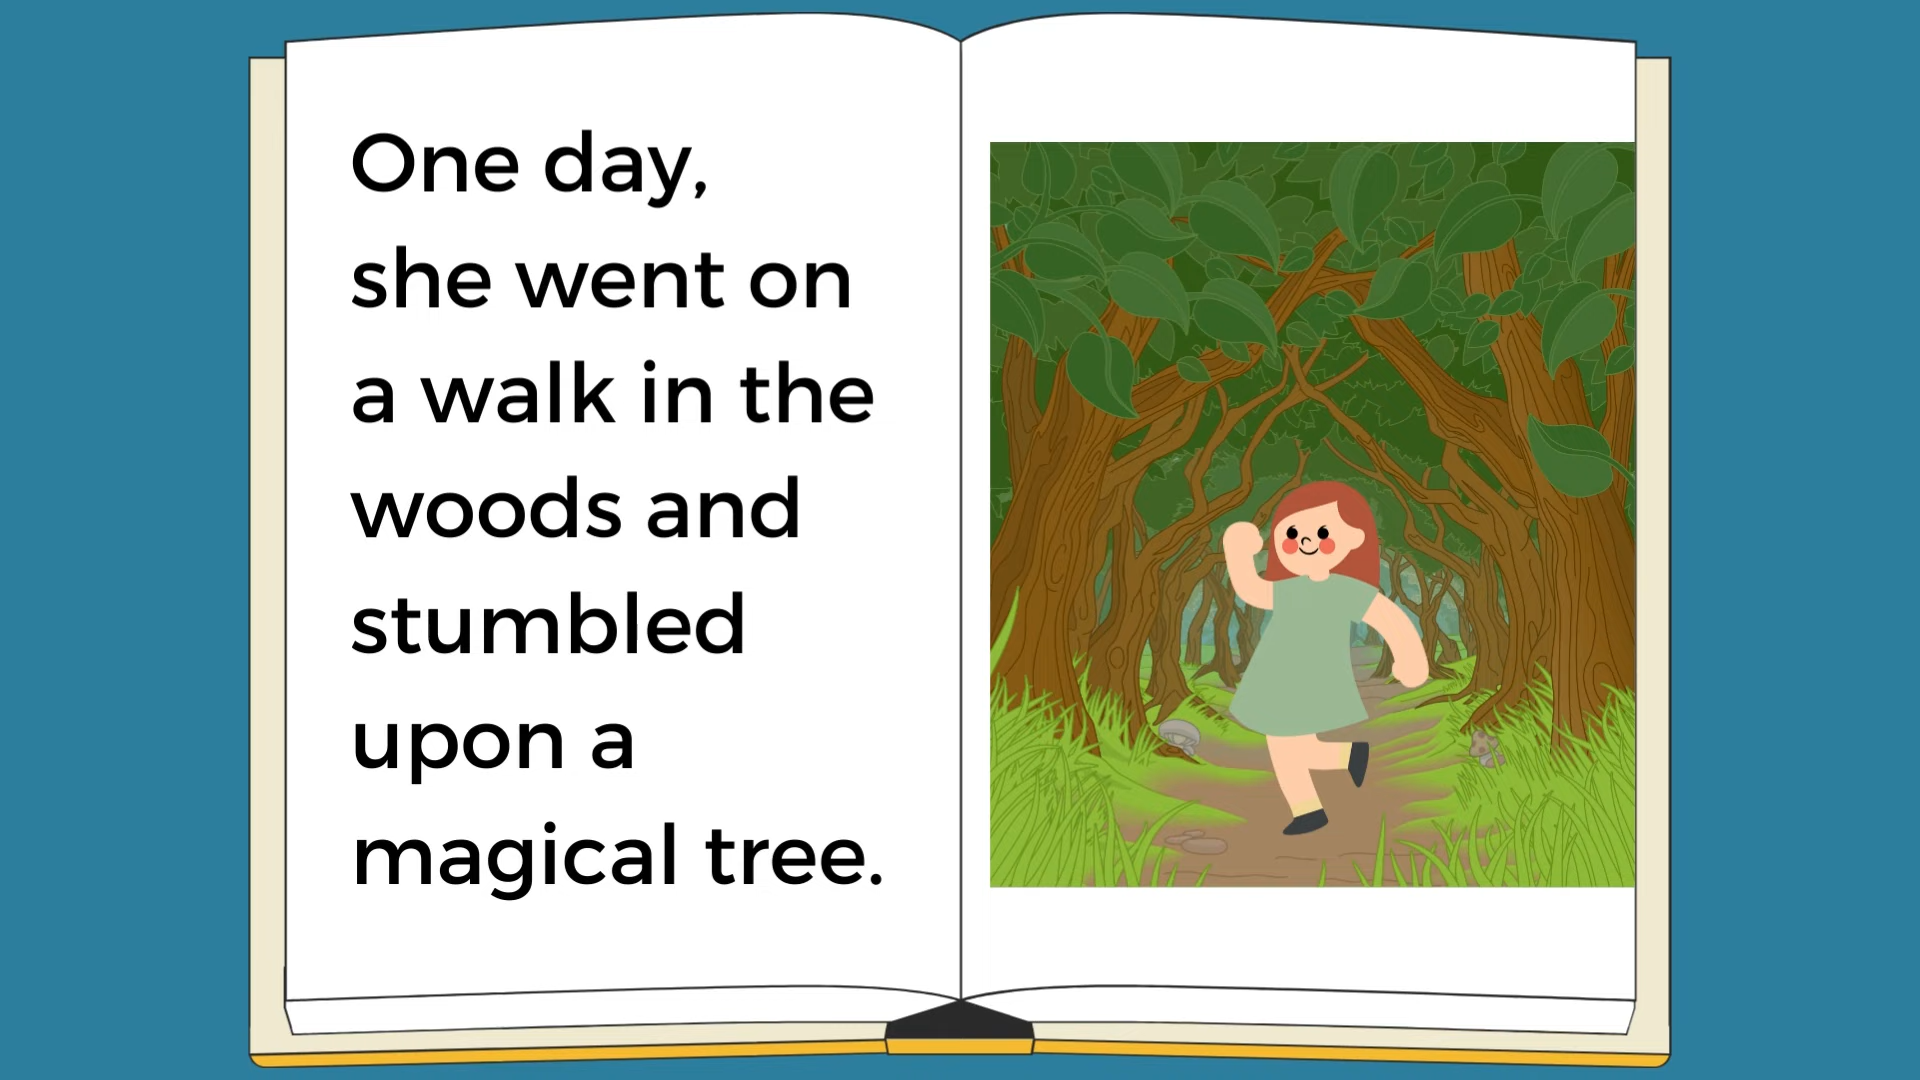 One day,
she went on
a walk in the
woods and
stumbled
upon a
magical tree.